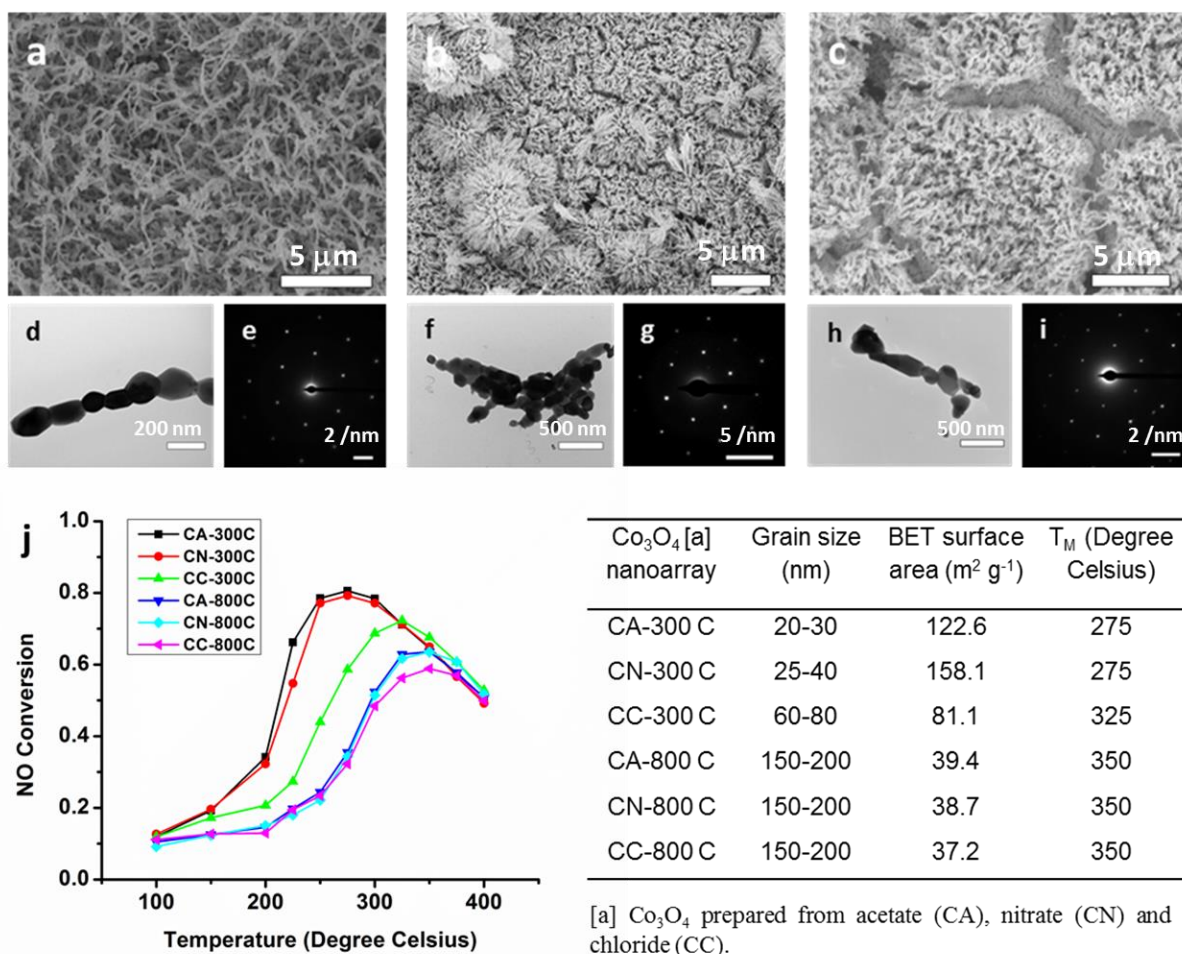 a
b
c
5 μm
5 μm
5 μm
d
e
f
g
h
i
200 nm
2 /nm
500 nm
5 /nm
500 nm
2 /nm
j
CA-300C
CN-300C
CC-300C
CA-800C
CN-800C
CC-800C
1.0
0.8
0.6
0.4
0.2
0.0
NO Conversion
100 200 300 400
Temperature (Degree Celsius)
Co₃O₄ [a] Grain size BET surface T_M (Degree
nanoarray (nm) area (m² g⁻¹) Celsius)
CA-300 C 20-30 122.6 275
CN-300 C 25-40 158.1 275
CC-300 C 60-80 81.1 325
CA-800 C 150-200 39.4 350
CN-800 C 150-200 38.7 350
CC-800 C 150-200 37.2 350
[a] Co₃O₄ prepared from acetate (CA), nitrate (CN) and
chloride (CC).